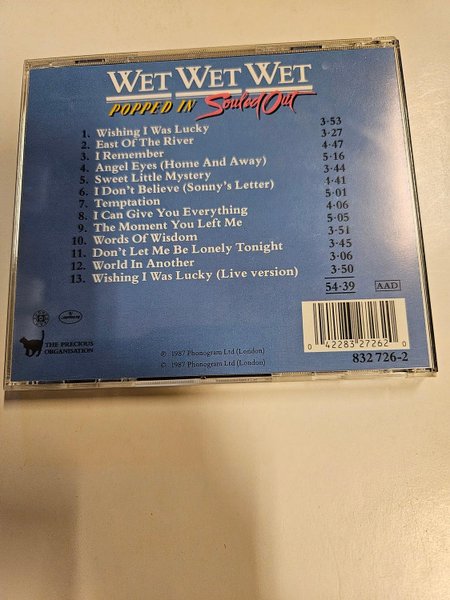 WET WET WET
POPPED IN Souled Out
1. Wishing I Was Lucky 3·53
2. East Of The River 3·27
3. I Remember 4·47
4. Angel Eyes (Home And Away) 5·16
5. Sweet Little Mystery 3·44
6. I Don't Believe (Sonny's Letter) 4·41
7. Temptation 5·01
8. I Can Give You Everything 4·06
9. The Moment You Left Me 5·05
10. Words Of Wisdom 3·51
11. Don't Let Me Be Lonely Tonight 3·45
12. World In Another 3·06
13. Wishing I Was Lucky (Live version) 3·50
54·39 AAD
THE PRECIOUS
ORGANISATION
℗ 1987 Phonogram Ltd (London)
© 1987 Phonogram Ltd (London)
0 42283 27262 0
832 726-2